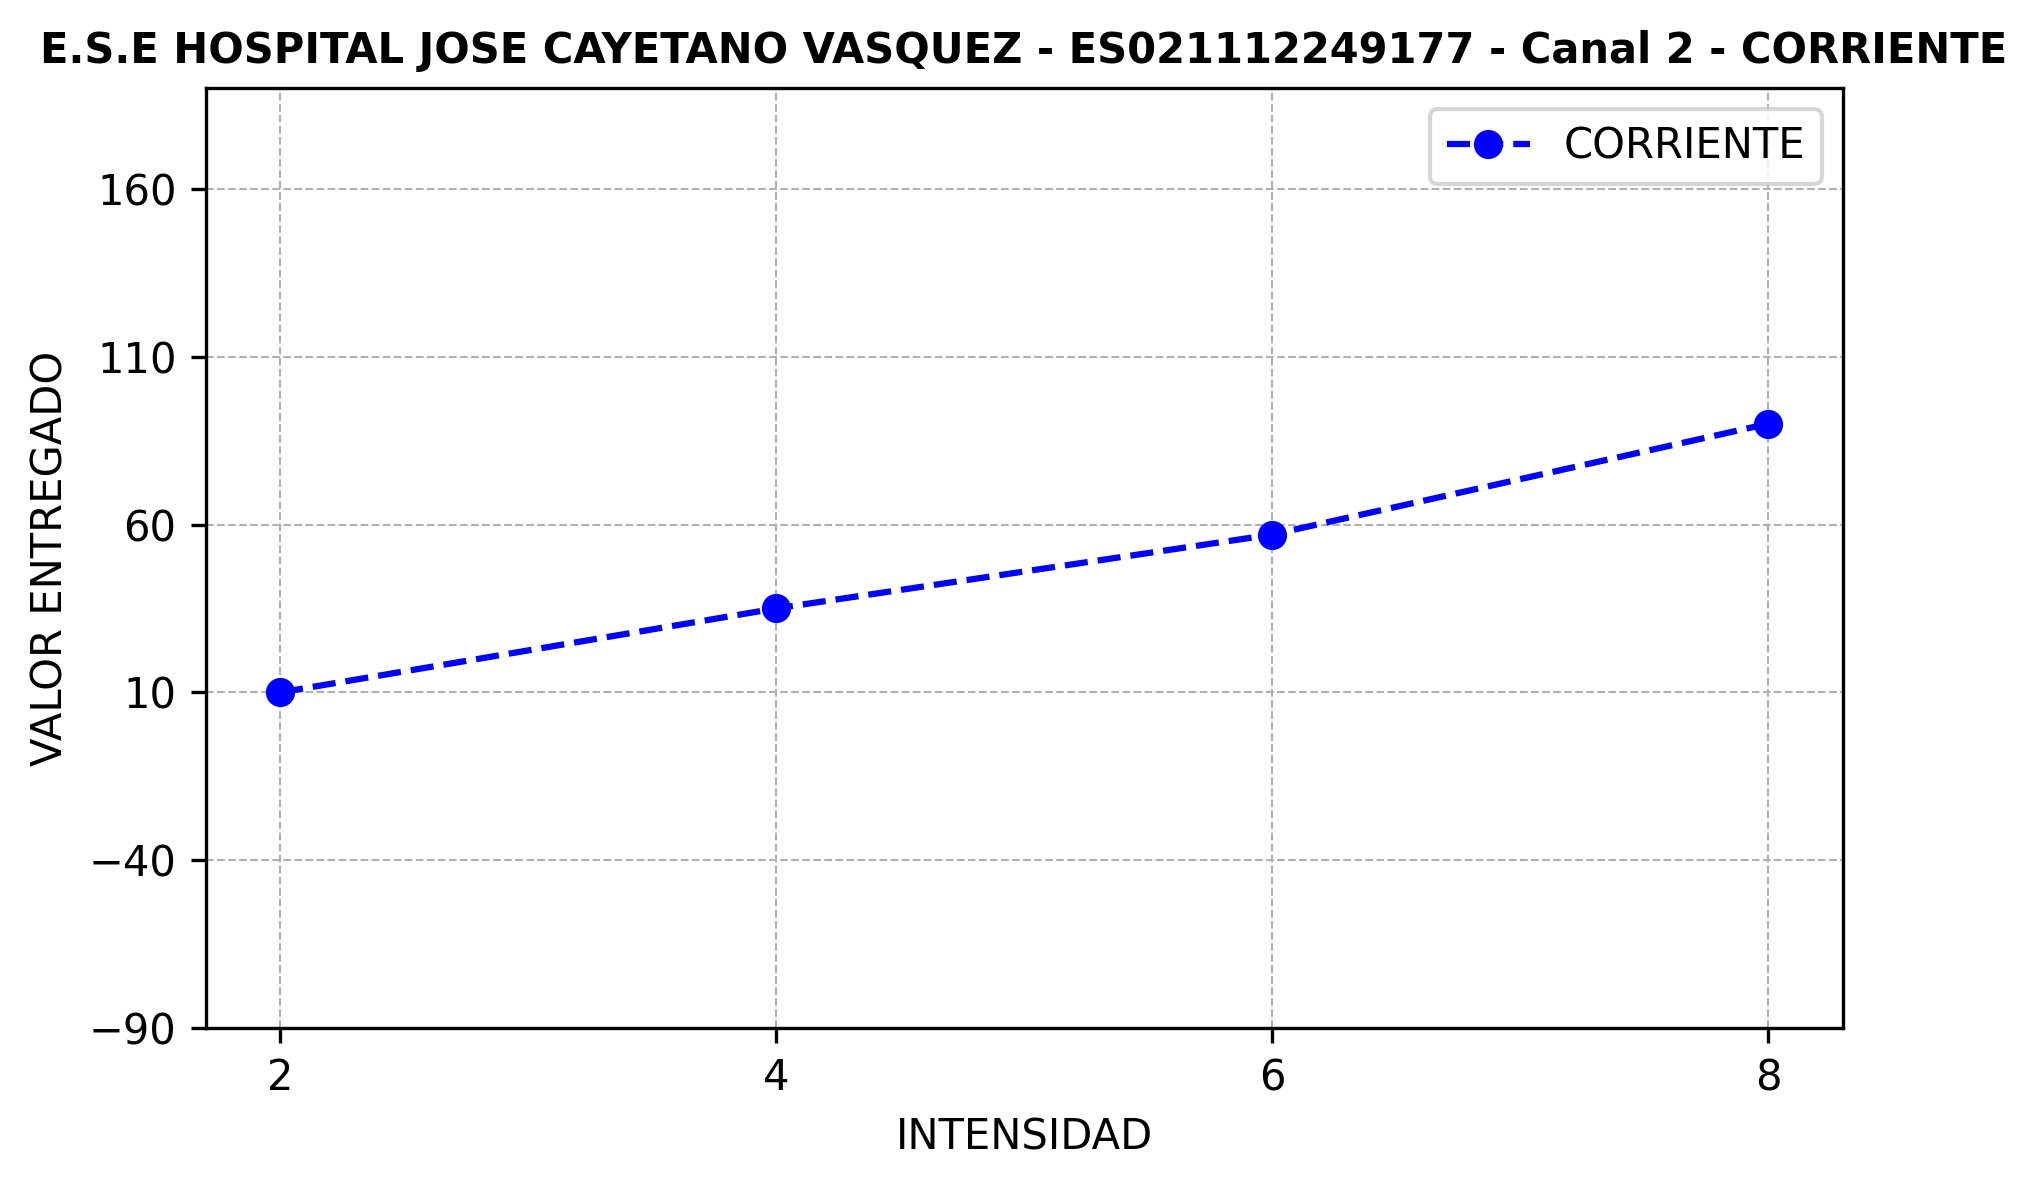 E.S.E HOSPITAL JOSE CAYETANO VASQUEZ - ES021112249177 - Canal 2 - CORRIENTE
CORRIENTE
160
110
60
10
−40
−90
VALOR ENTREGADO
2 4 6 8
INTENSIDAD